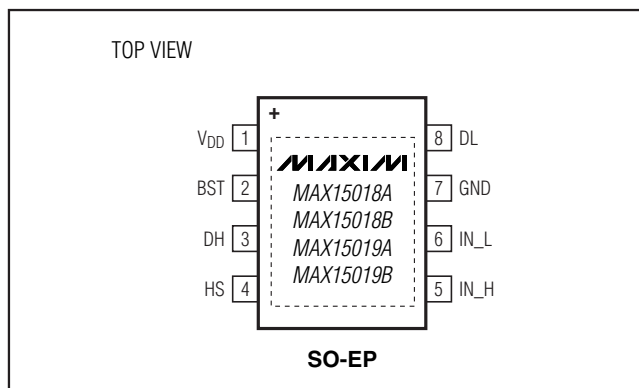 TOP VIEW
+
VDD 1
BST 2
DH 3
HS 4
MAXIM
MAX15018A
MAX15018B
MAX15019A
MAX15019B
8 DL
7 GND
6 IN_L
5 IN_H
SO-EP